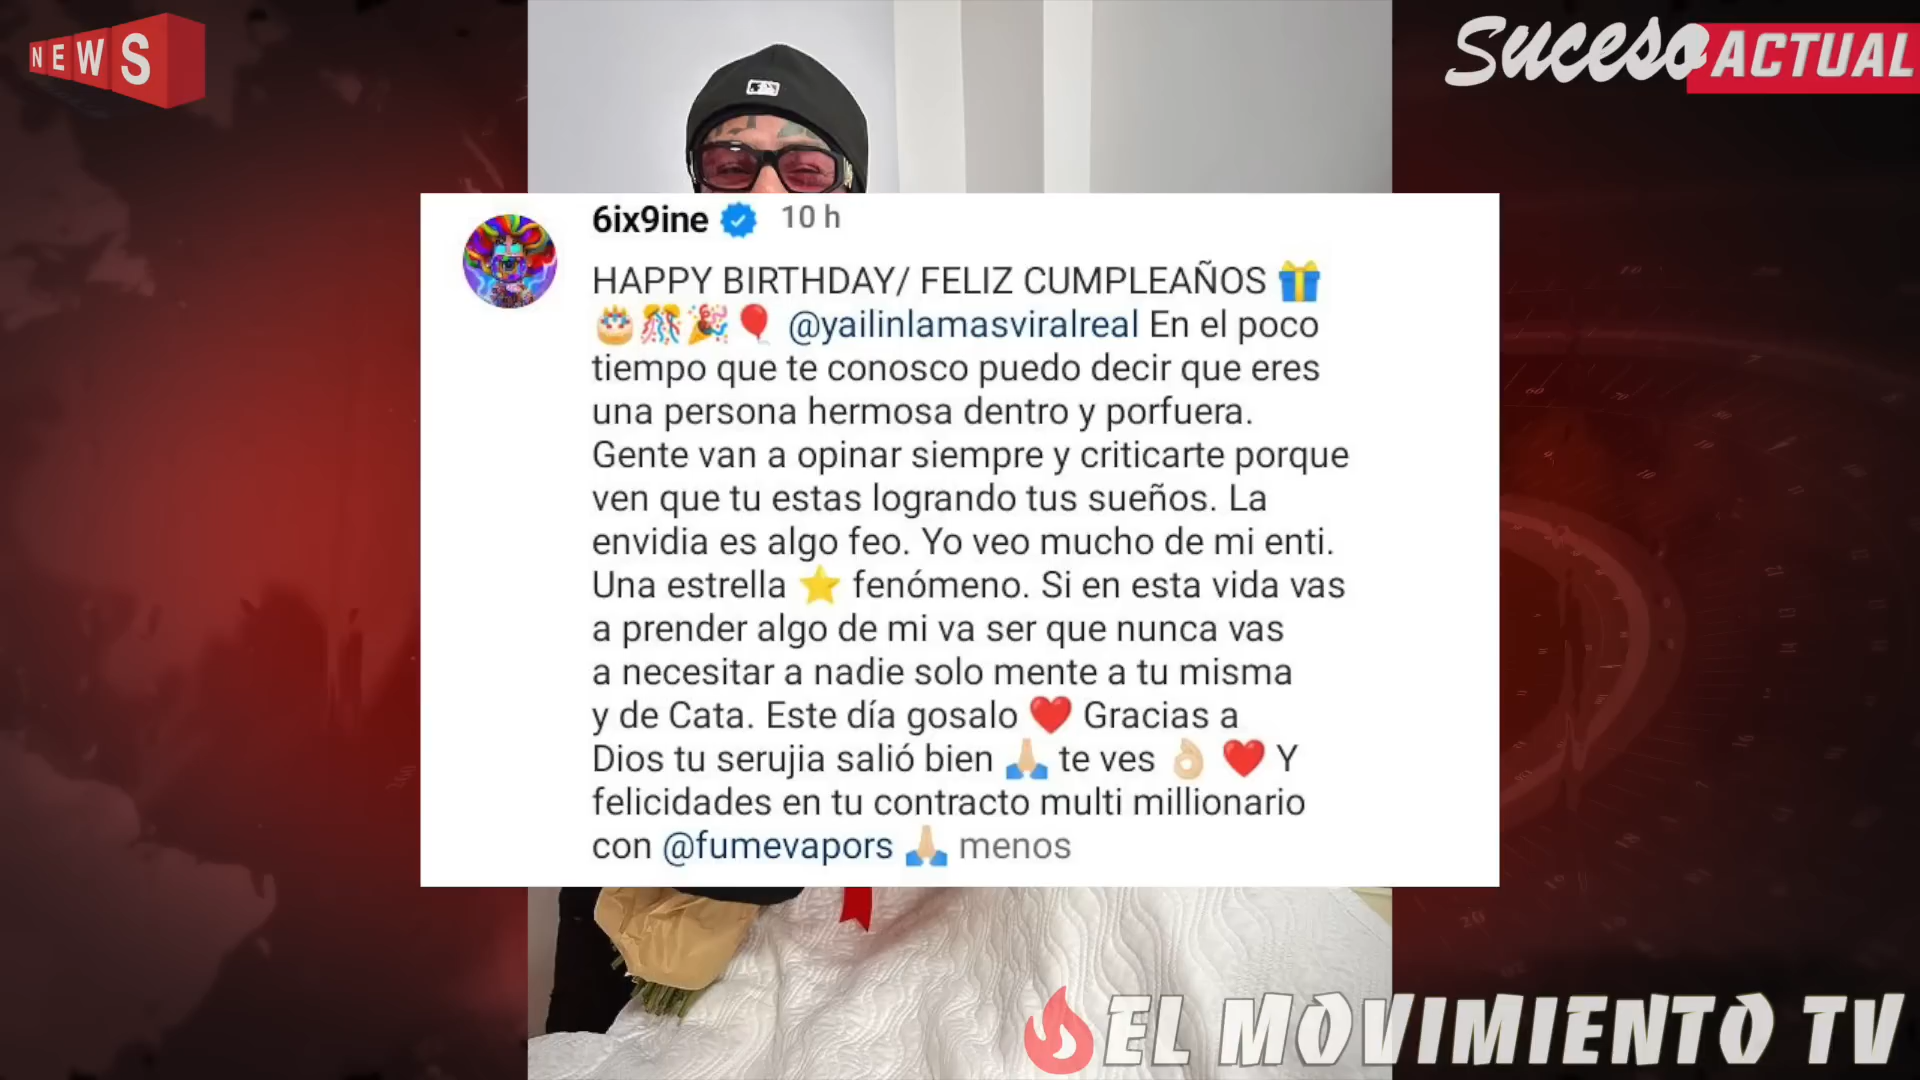 NEWS
Suceso ACTUAL
6ix9ine 10 h
HAPPY BIRTHDAY/ FELIZ CUMPLEAÑOS 🎁
🎂🎊🎉🎈 @yailinlamasviralreal En el poco
tiempo que te conosco puedo decir que eres
una persona hermosa dentro y porfuera.
Gente van a opinar siempre y criticarte porque
ven que tu estas logrando tus sueños. La
envidia es algo feo. Yo veo mucho de mi enti.
Una estrella ⭐ fenómeno. Si en esta vida vas
a prender algo de mi va ser que nunca vas
a necesitar a nadie solo mente a tu misma
y de Cata. Este día gosalo ❤️ Gracias a
Dios tu serujia salió bien 🙏🏼 te ves 👌🏼 ❤️ Y
felicidades en tu contracto multi millionario
con @fumevapors 🙏🏼 menos
EL MOVIMIENTO TV